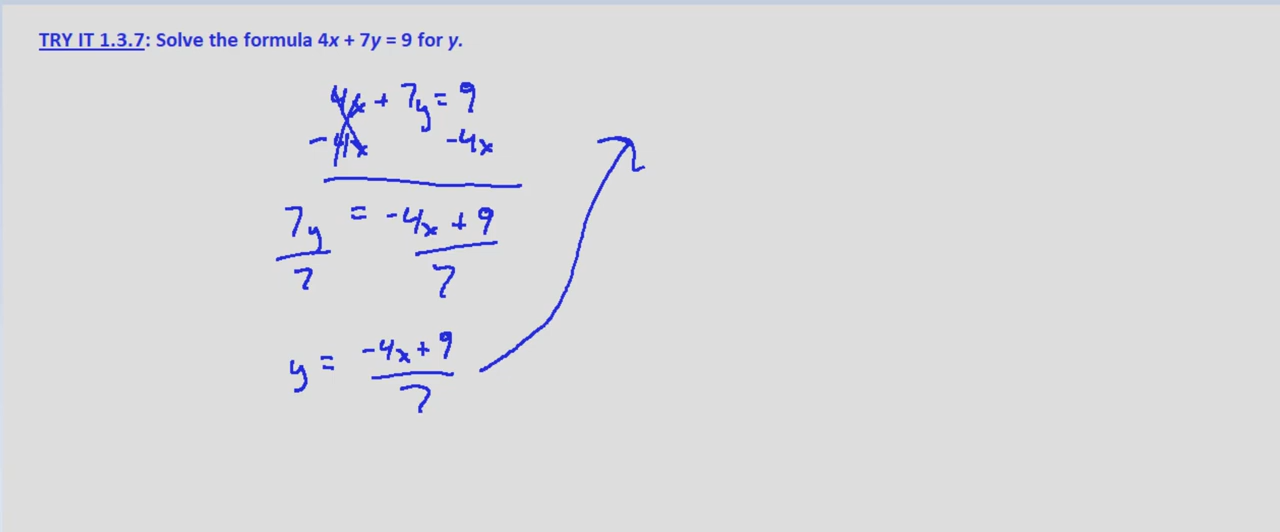 TRY IT 1.3.7: Solve the formula 4x + 7y = 9 for y.
4x + 7y = 9
-4x -4x
7y = -4x + 9
7 7
y = -4x + 9
7